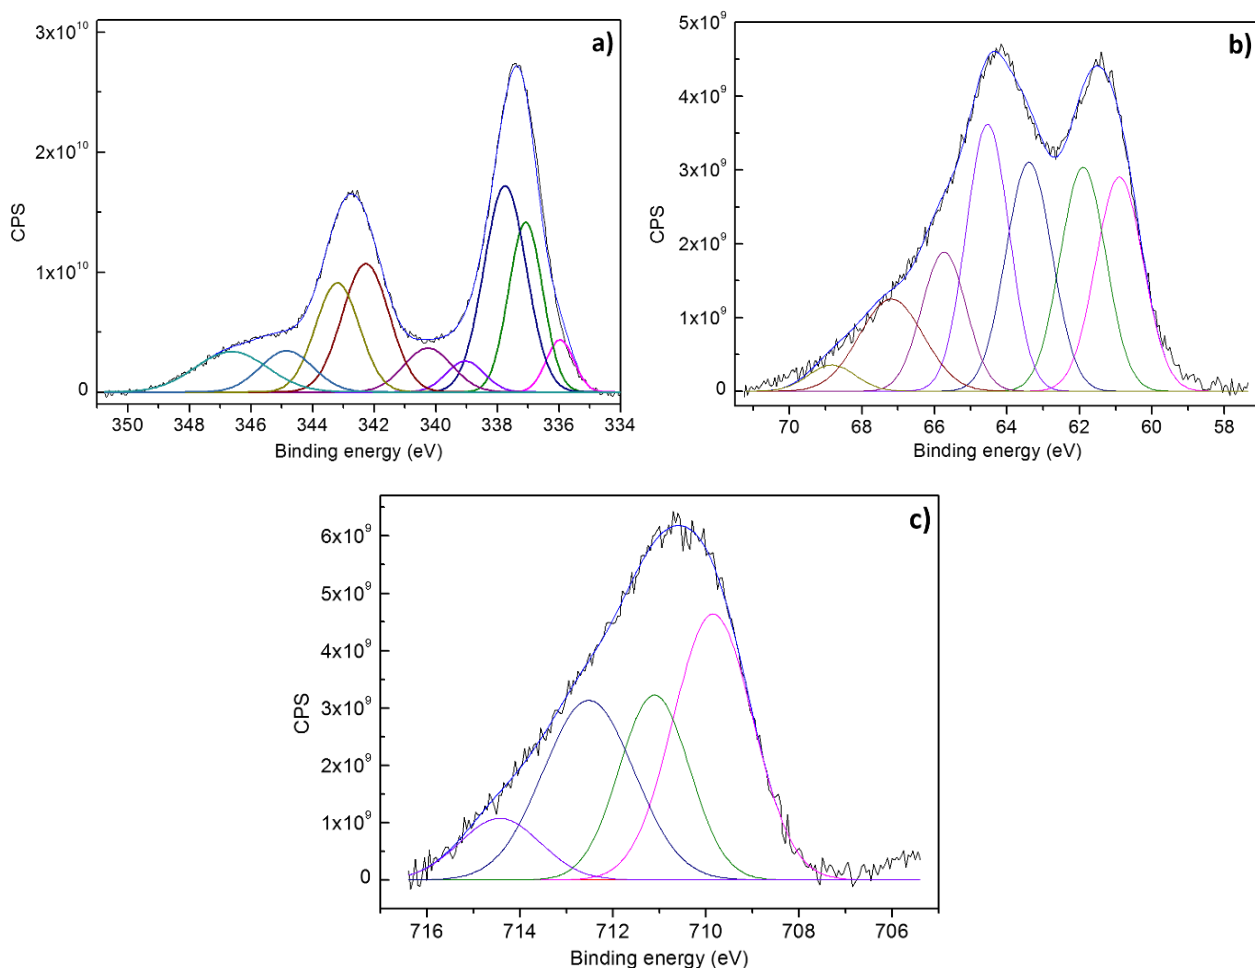 a)
3x10¹⁰
2x10¹⁰
1x10¹⁰
0
CPS
350 348 346 344 342 340 338 336 334
Binding energy (eV)
b)
5x10⁹
4x10⁹
3x10⁹
2x10⁹
1x10⁹
0
CPS
70 68 66 64 62 60 58
Binding energy (eV)
c)
6x10⁹
5x10⁹
4x10⁹
3x10⁹
2x10⁹
1x10⁹
0
CPS
716 714 712 710 708 706
Binding energy (eV)